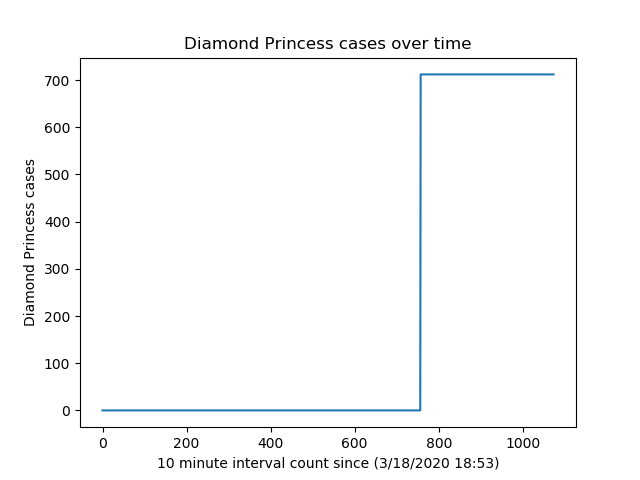 Diamond Princess cases over time
700
600
500
400
300
200
100
0
Diamond Princess cases
0 200 400 600 800 1000
10 minute interval count since (3/18/2020 18:53)